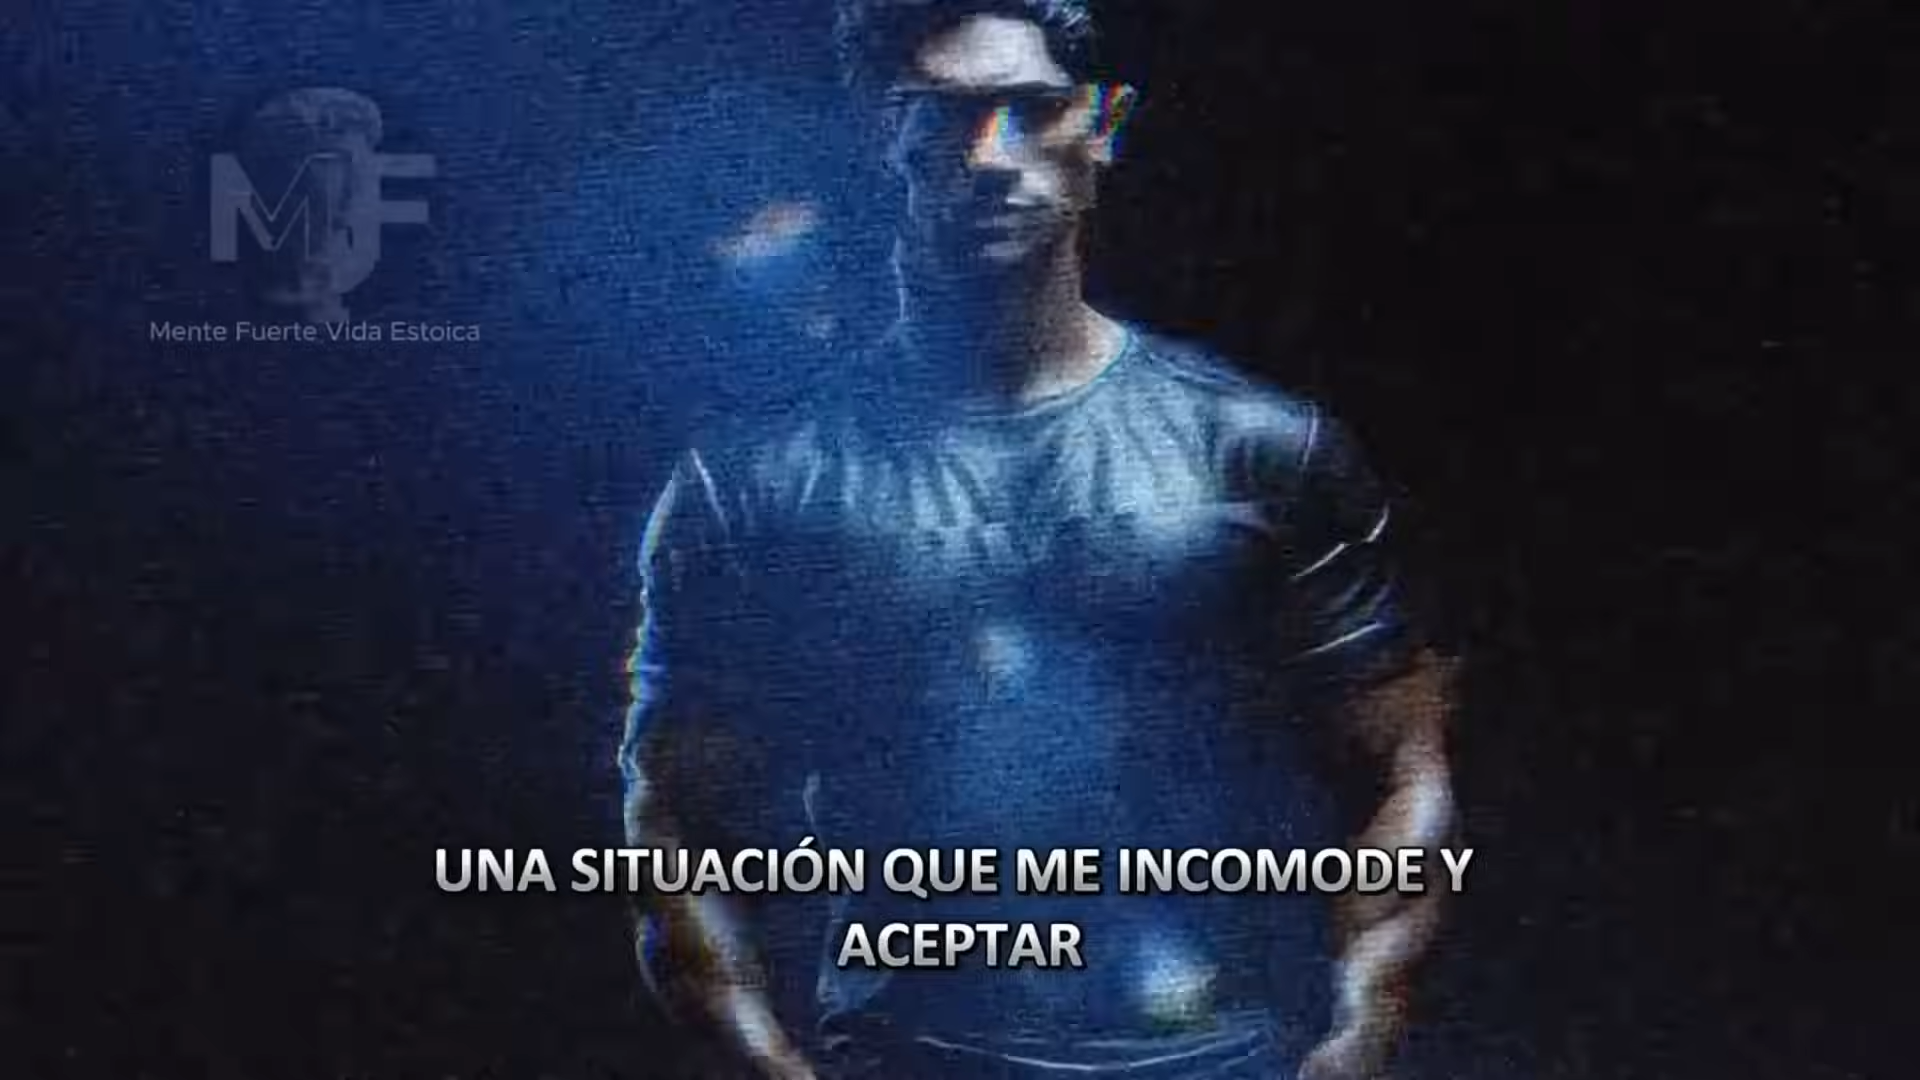 MF
Mente Fuerte Vida Estoica
UNA SITUACIÓN QUE ME INCOMODE Y
ACEPTAR